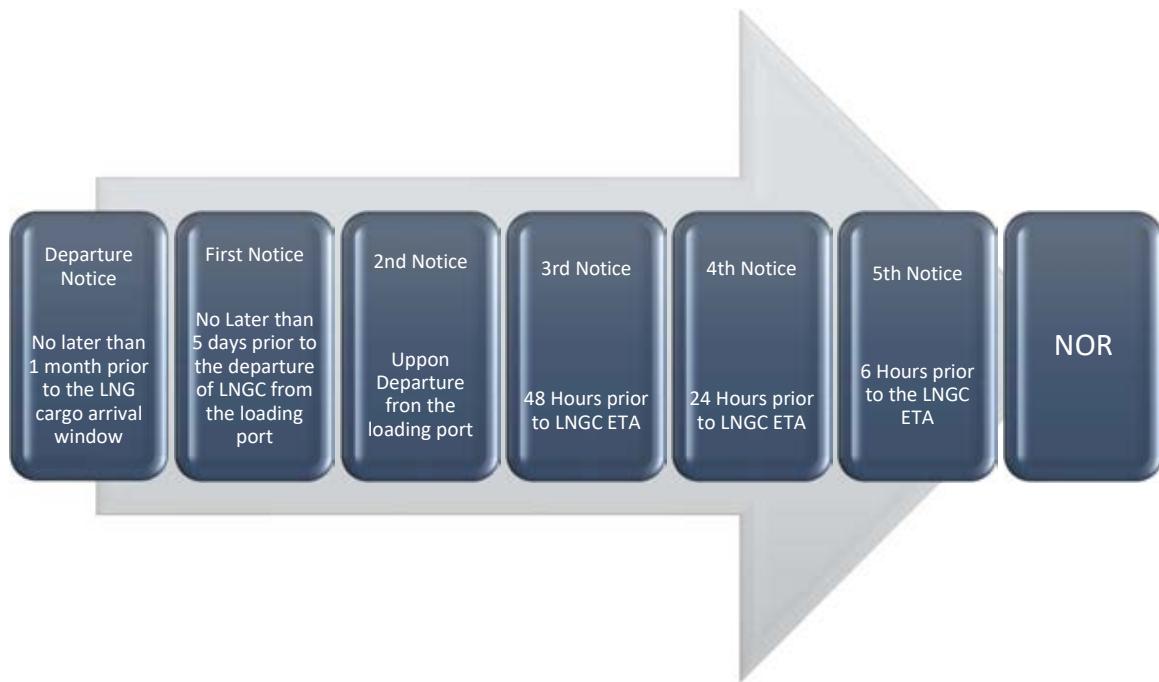 Departure
Notice
No later than
1 month prior
to the LNG
cargo arrival
window
First Notice
No Later than
5 days prior to
the departure
of LNGC from
the loading
port
2nd Notice
Uppon
Departure
fron the
loading port
3rd Notice
48 Hours prior
to LNGC ETA
4th Notice
24 Hours prior
to LNGC ETA
5th Notice
6 Hours prior
to the LNGC
ETA
NOR